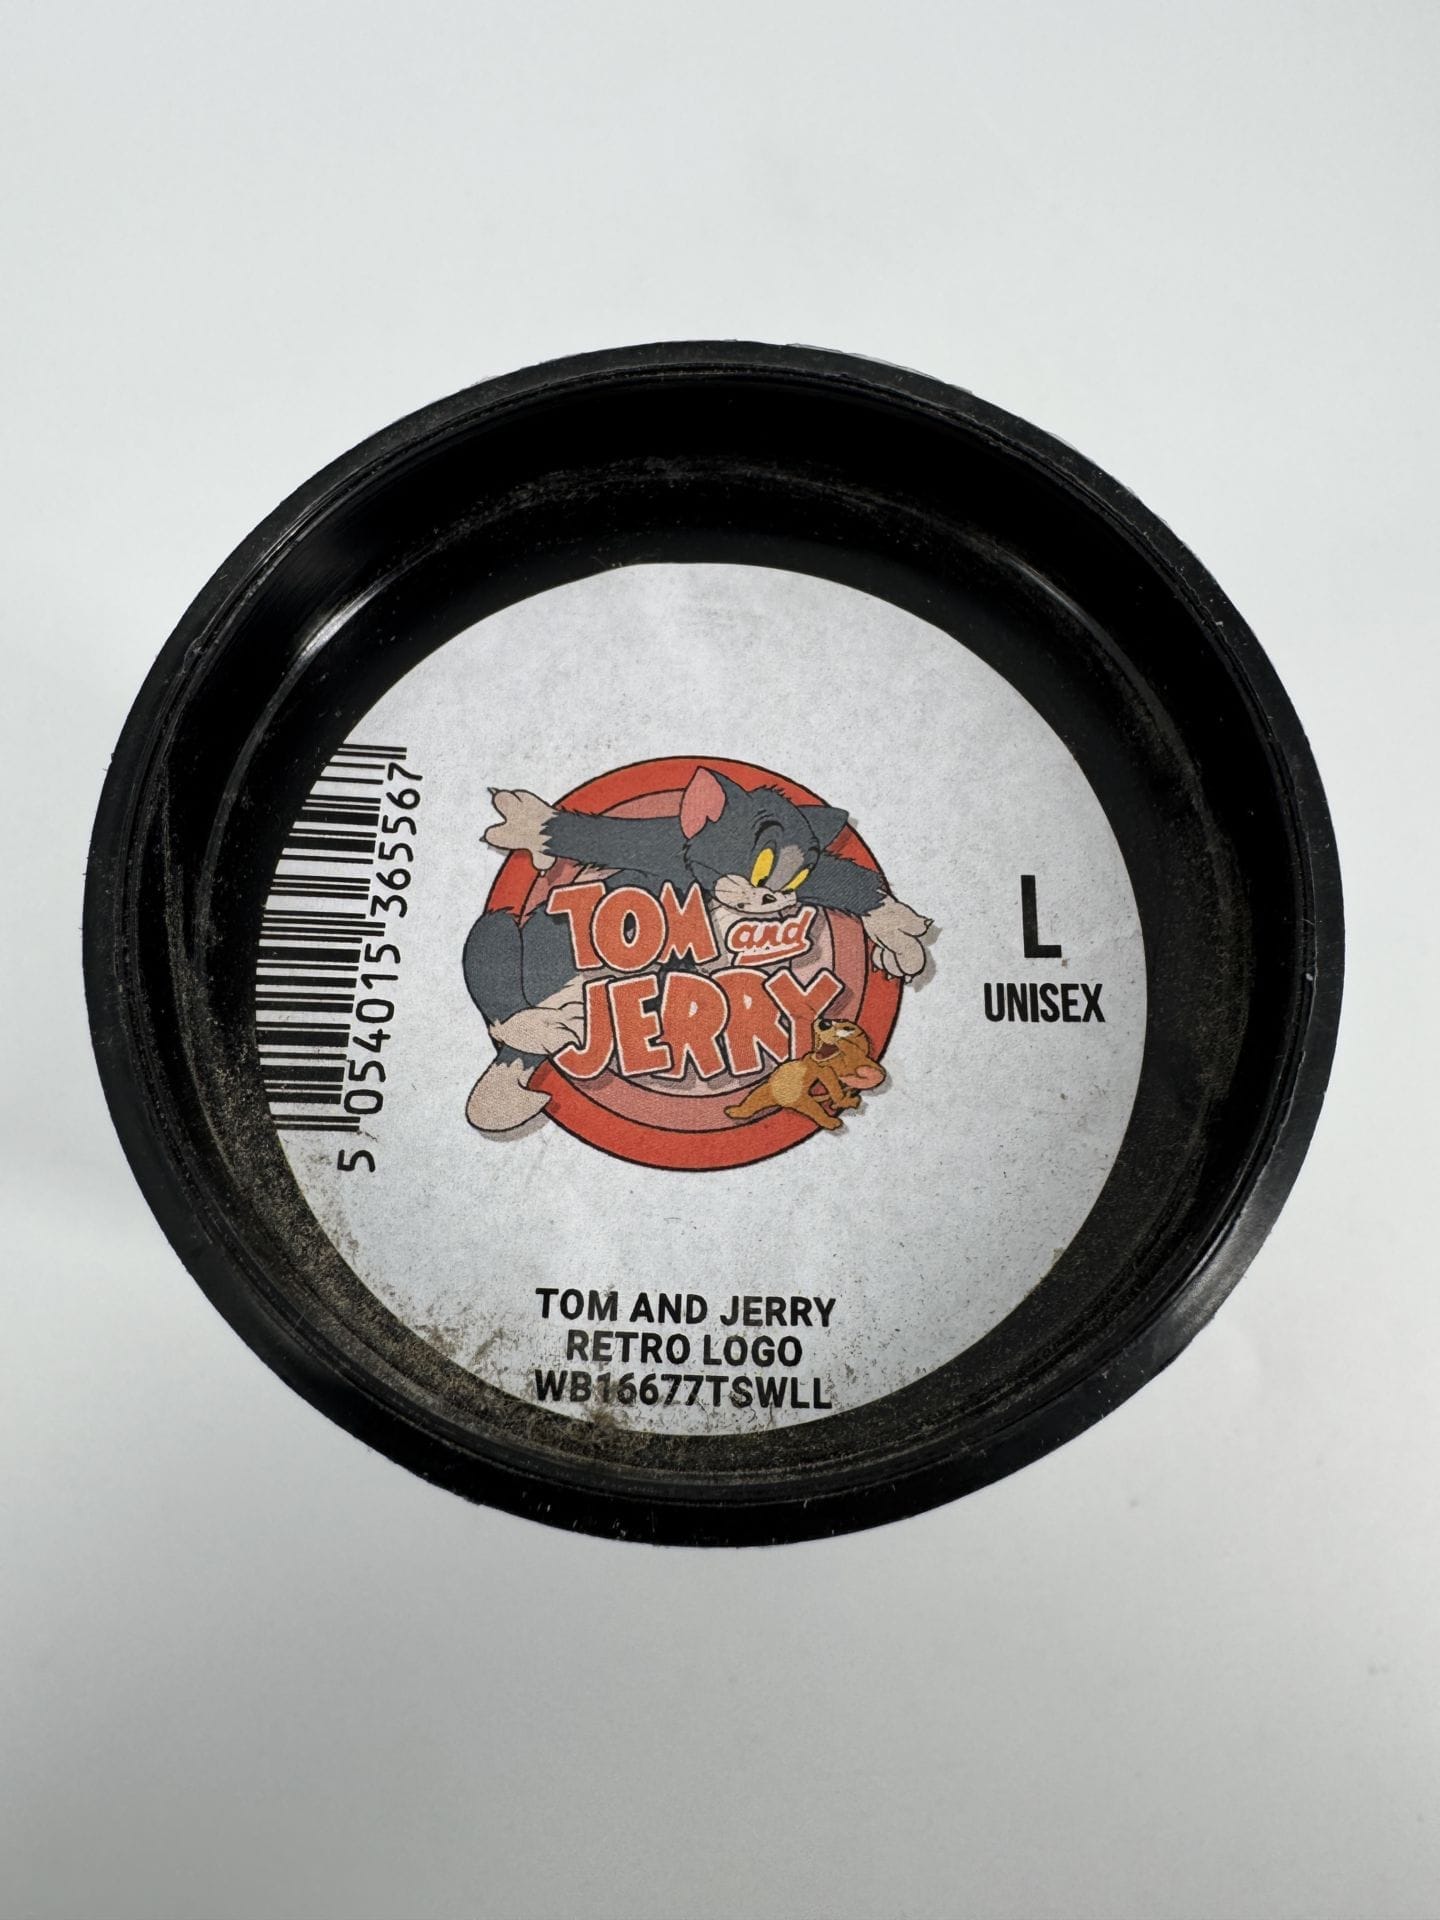 TOM and
JERRY
L
UNISEX
5 054015 365567
TOM AND JERRY
RETRO LOGO
WB16677TSWLL